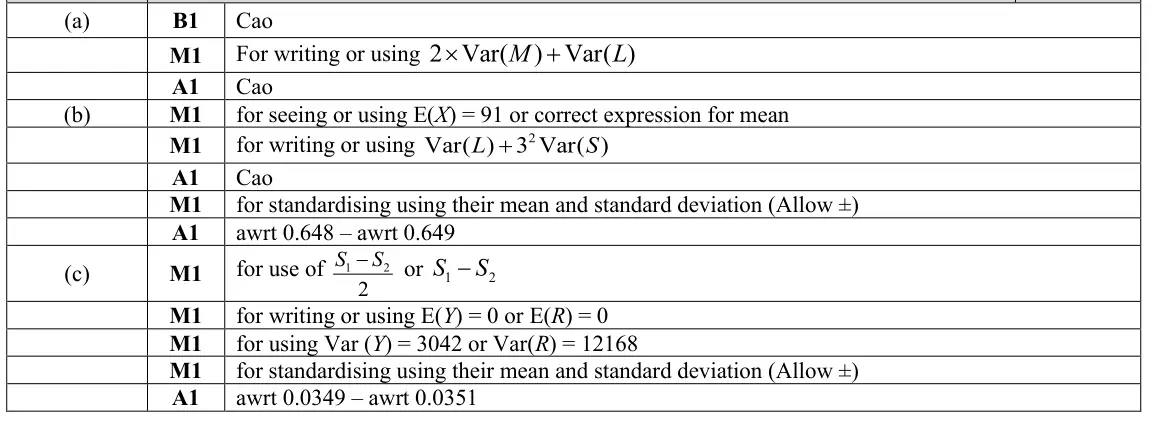 (a) B1 Cao
M1 For writing or using 2×Var(M)+Var(L)
A1 Cao
(b) M1 for seeing or using E(X) = 91 or correct expression for mean
M1 for writing or using Var(L)+3²Var(S)
A1 Cao
M1 for standardising using their mean and standard deviation (Allow ±)
A1 awrt 0.648 – awrt 0.649
(c) M1 for use of (S₁−S₂)/2 or S₁−S₂
M1 for writing or using E(Y) = 0 or E(R) = 0
M1 for using Var (Y) = 3042 or Var(R) = 12168
M1 for standardising using their mean and standard deviation (Allow ±)
A1 awrt 0.0349 – awrt 0.0351